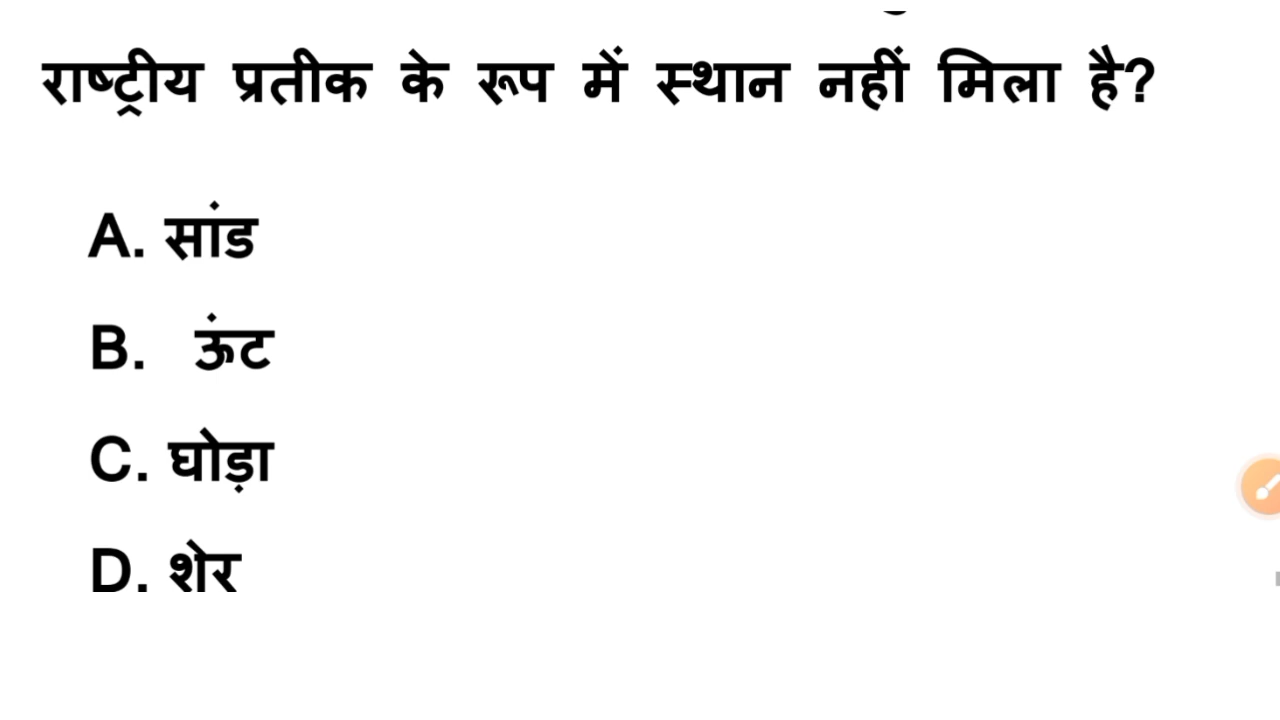 राष्ट्रीय प्रतीक के रूप में स्थान नहीं मिला है?
A. सांड
B. ऊंट
C. घोड़ा
D. शेर